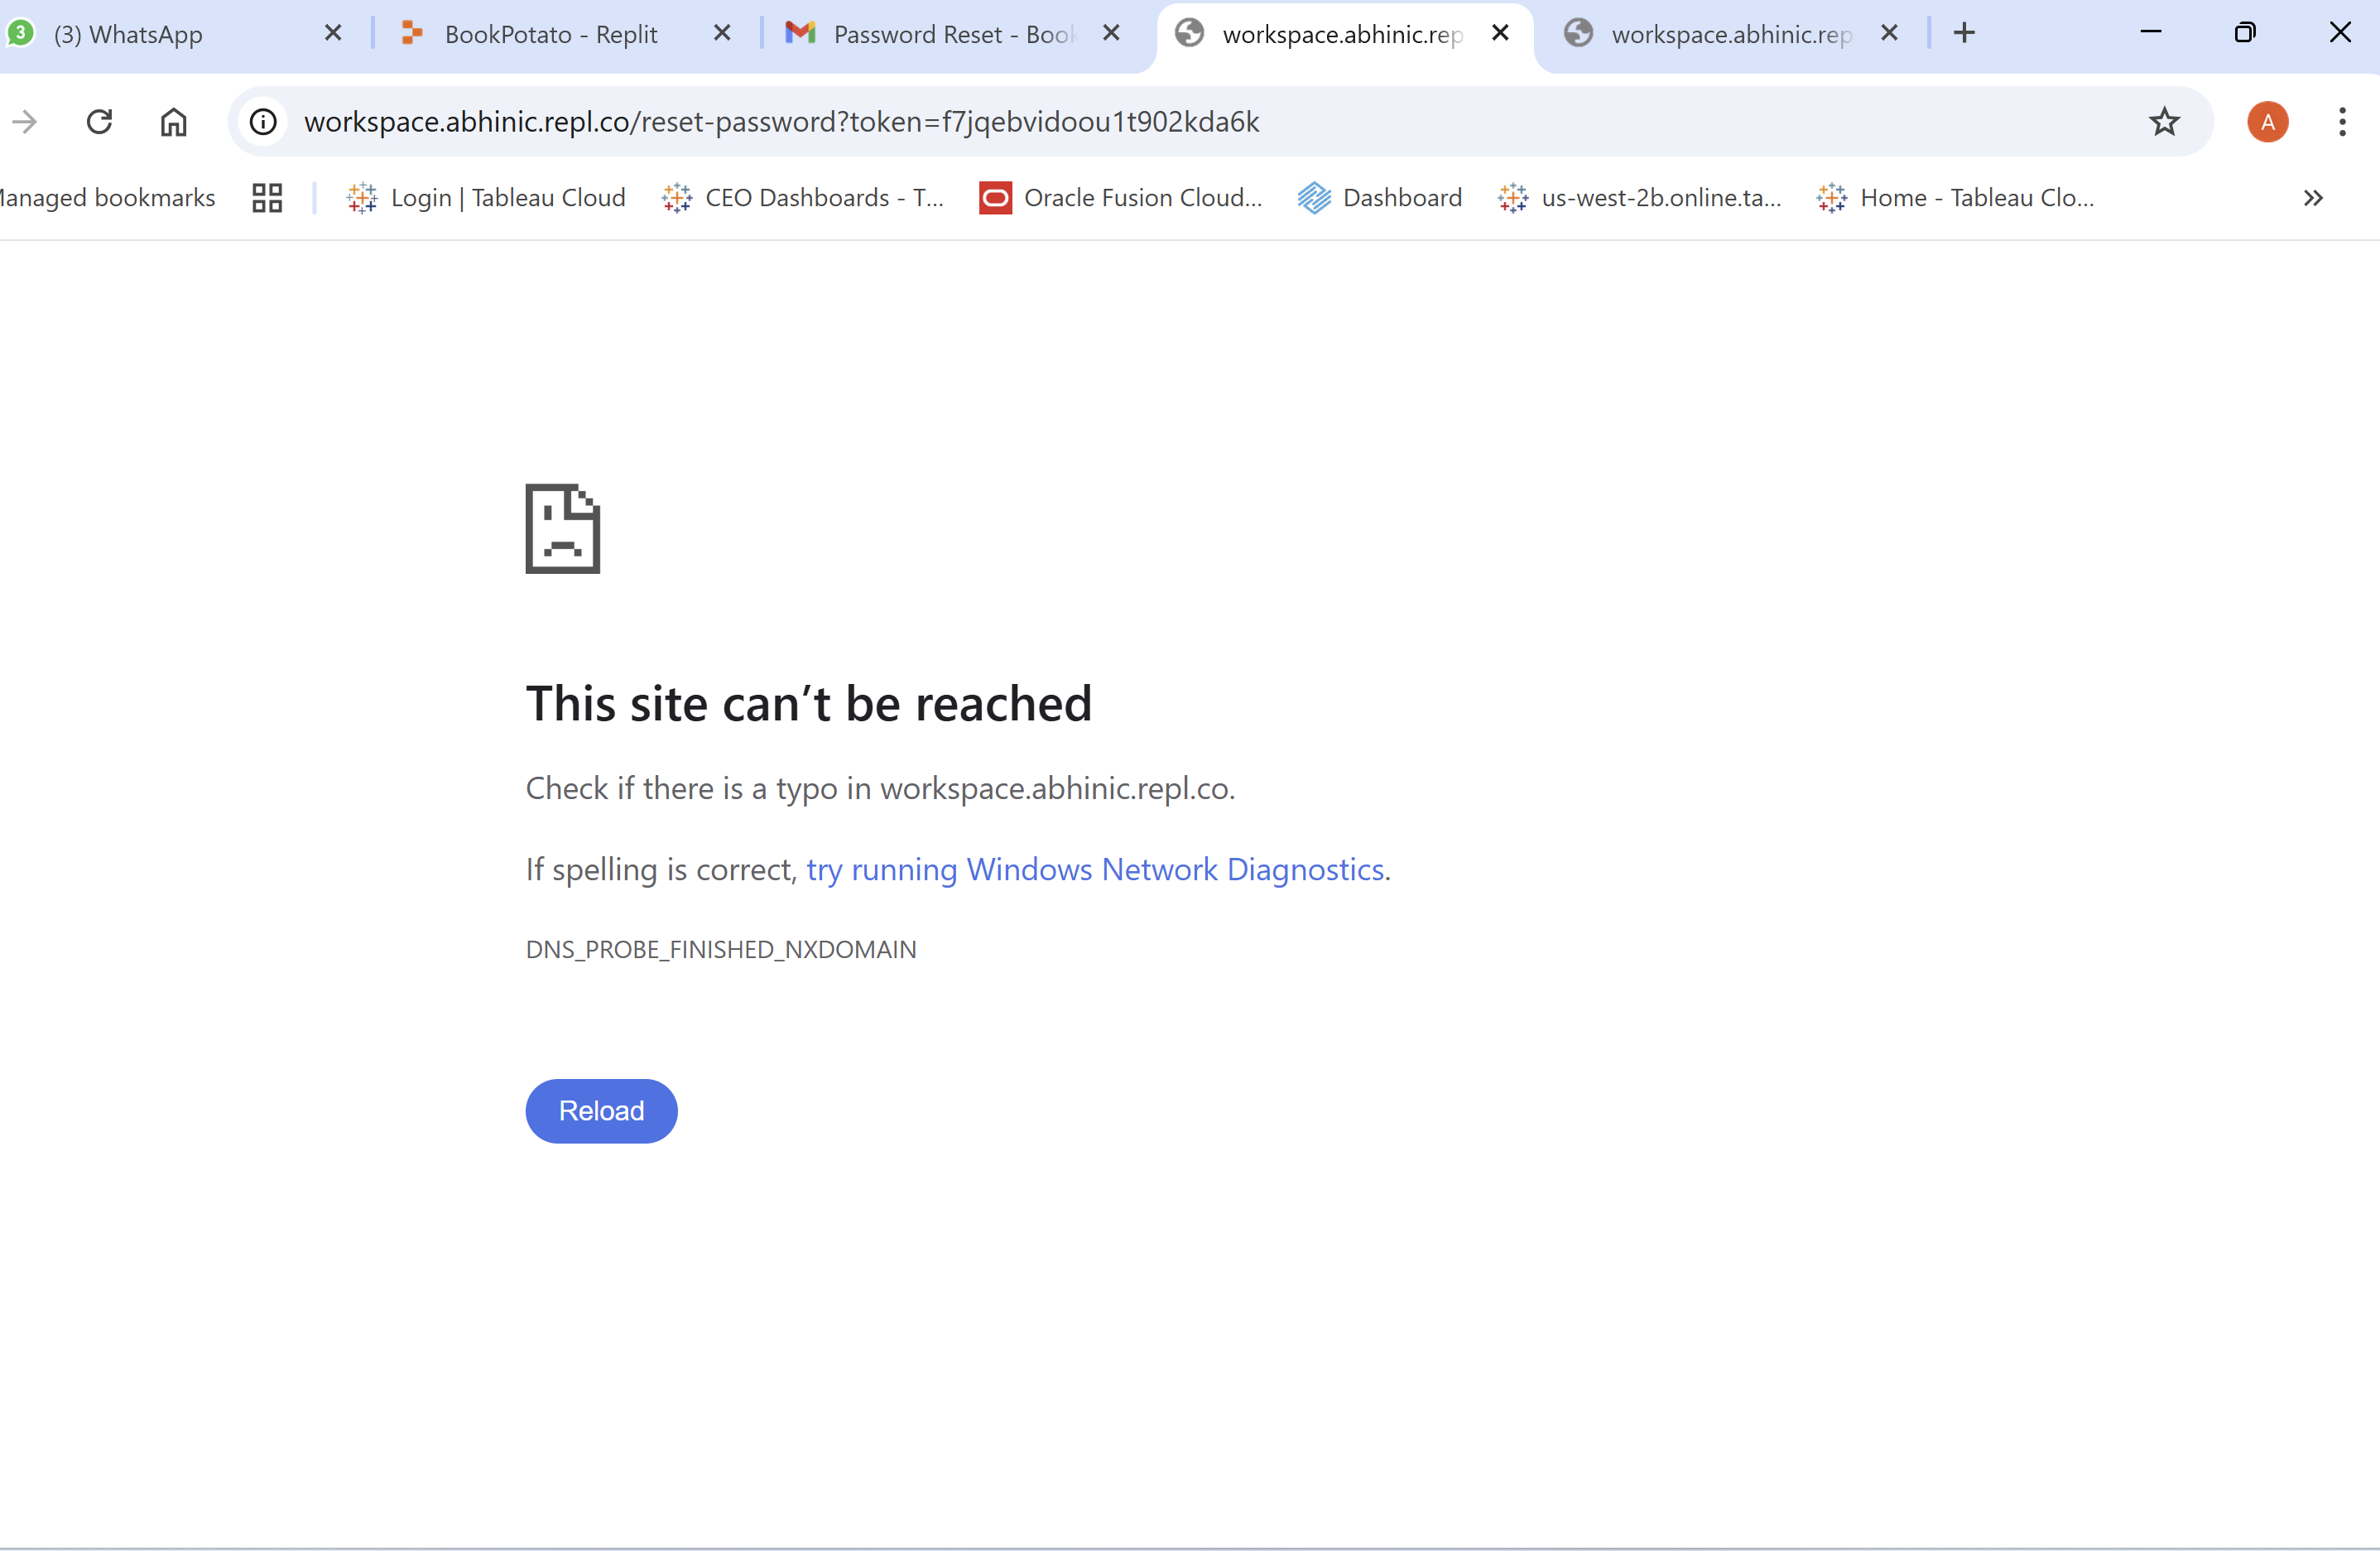 3 (3) WhatsApp BookPotato - Replit Password Reset - Book workspace.abhinic.rep workspace.abhinic.rep
workspace.abhinic.repl.co/reset-password?token=f7jqebvidoou1t902kda6k A
Managed bookmarks Login | Tableau Cloud CEO Dashboards - T... Oracle Fusion Cloud... Dashboard us-west-2b.online.ta... Home - Tableau Clo...
This site can’t be reached
Check if there is a typo in workspace.abhinic.repl.co.
If spelling is correct, try running Windows Network Diagnostics.
DNS_PROBE_FINISHED_NXDOMAIN
Reload